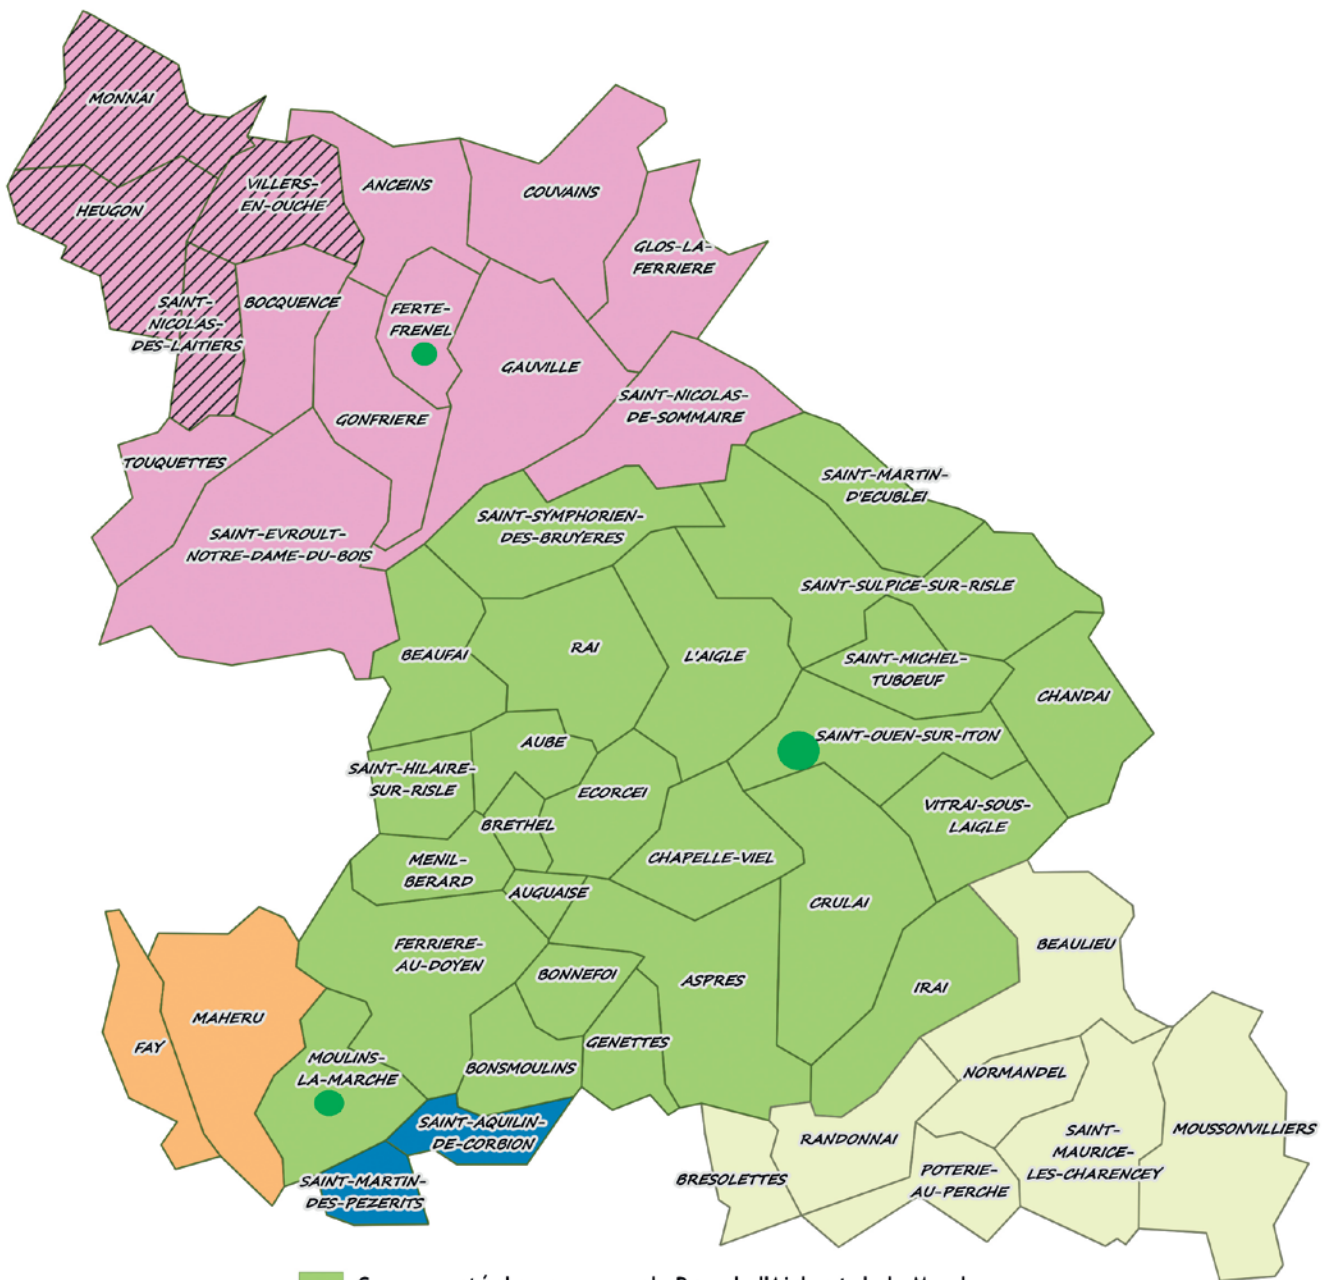 MONNAI
HEUGON
VILLERS-
EN-OUCHE
ANCEINS
COUVAINS
GLOS-LA-
FERRIERE
SAINT-
NICOLAS-
DES-LAITIERS
BOCQUENCE
FERTE-
FRENEL
GAUVILLE
SAINT-NICOLAS-
DE-SOMMAIRE
GONFRIERE
TOUQUETTES
SAINT-EVROULT-
NOTRE-DAME-DU-BOIS
SAINT-MARTIN-
D'ECUBLEI
SAINT-SYMPHORIEN-
DES-BRUYERES
SAINT-SULPICE-SUR-RISLE
BEAUFAI
RAI
L'AIGLE
SAINT-MICHEL-
TUBOEUF
CHANDAI
AUBE
SAINT-OUEN-SUR-ITON
SAINT-HILAIRE-
SUR-RISLE
ECORCEI
VITRAI-SOUS-
LAIGLE
BRETHEL
MENIL-
BERARD
CHAPELLE-VIEL
AUGUAISE
CRULAI
FERRIERE-
AU-DOYEN
BONNEFOI
ASPRES
IRAI
BEAULIEU
MAHERU
FAY
MOULINS-
LA-MARCHE
BONSMOULINS
GENETTES
NORMANDEL
SAINT-AQUILIN-
DE-CORBION
RANDONNAI
SAINT-
MAURICE-
LES-CHARENCEY
MOUSSONVILLIERS
SAINT-MARTIN-
DES-PEZERITS
BRESOLETTES
POTERIE-
AU-PERCHE